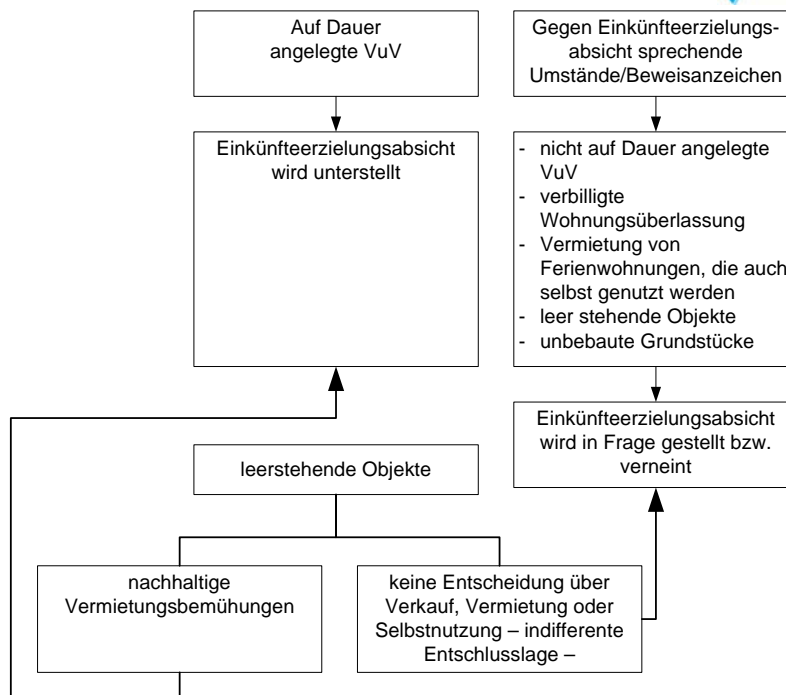 Auf Dauer
angelegte VuV
Gegen Einkünfteerzielungs-
absicht sprechende
Umstände/Beweisanzeichen
Einkünfteerzielungsabsicht
wird unterstellt
- nicht auf Dauer angelegte
VuV
- verbilligte
Wohnungsüberlassung
- Vermietung von
Ferienwohnungen, die auch
selbst genutzt werden
- leer stehende Objekte
- unbebaute Grundstücke
Einkünfteerzielungsabsicht
wird in Frage gestellt bzw.
verneint
leerstehende Objekte
nachhaltige
Vermietungsbemühungen
keine Entscheidung über
Verkauf, Vermietung oder
Selbstnutzung – indifferente
Entschlusslage –